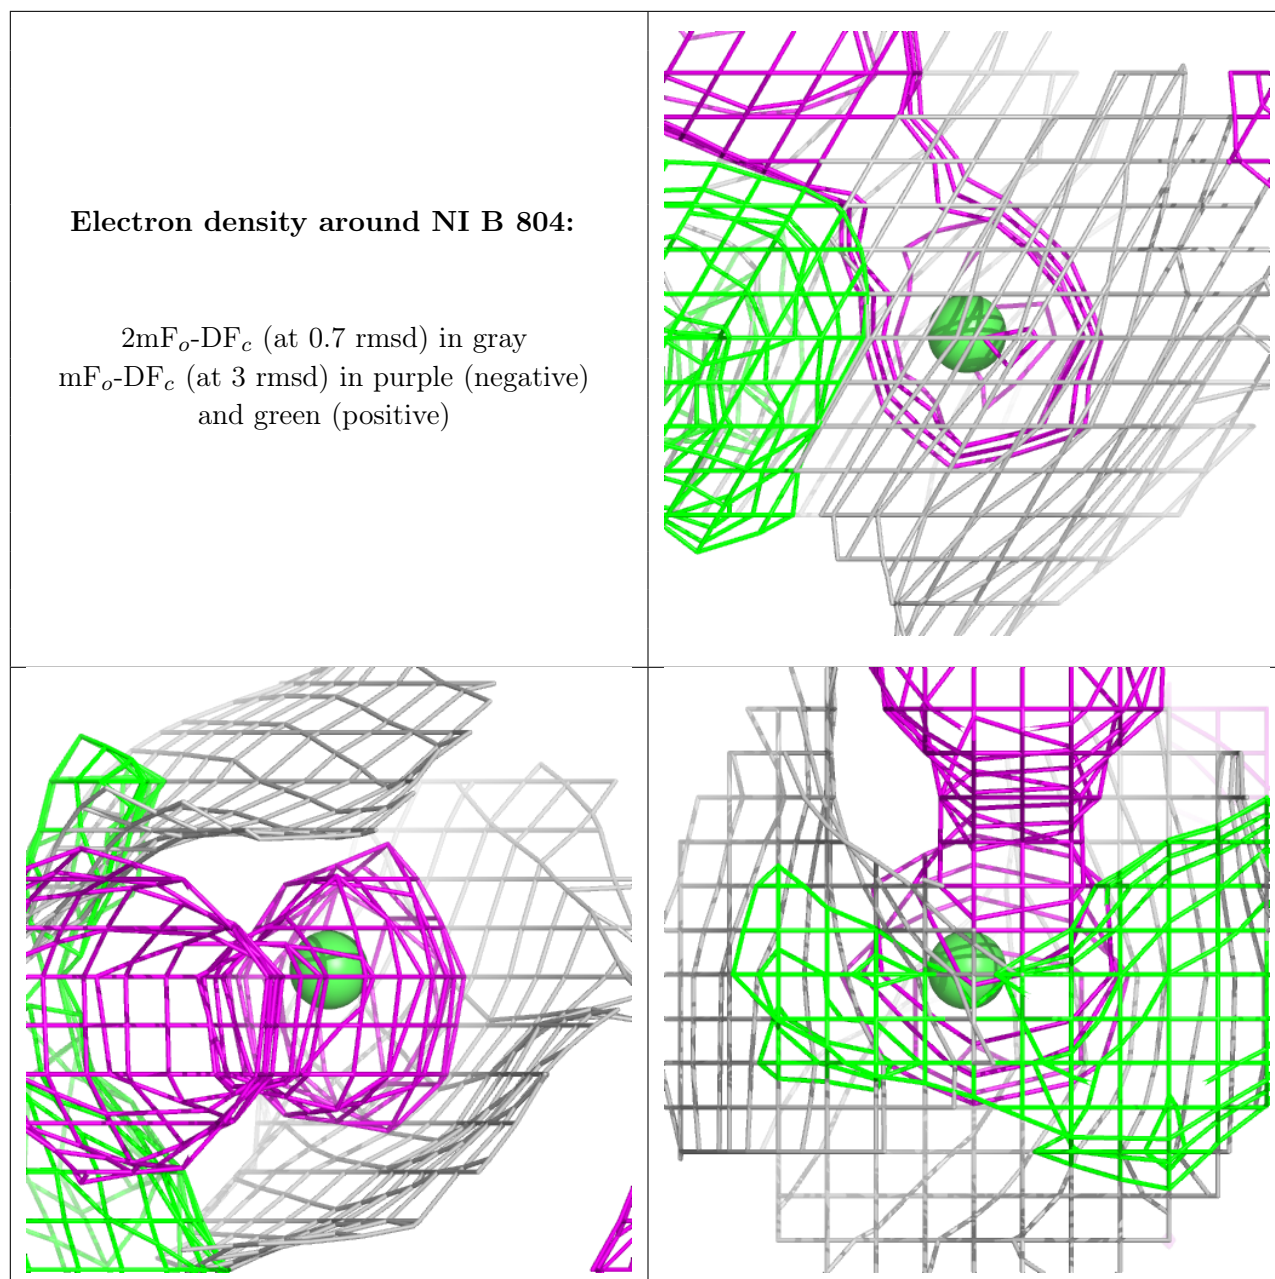 Electron density around NI B 804:
2mFo-DFc (at 0.7 rmsd) in gray
mFo-DFc (at 3 rmsd) in purple (negative)
and green (positive)